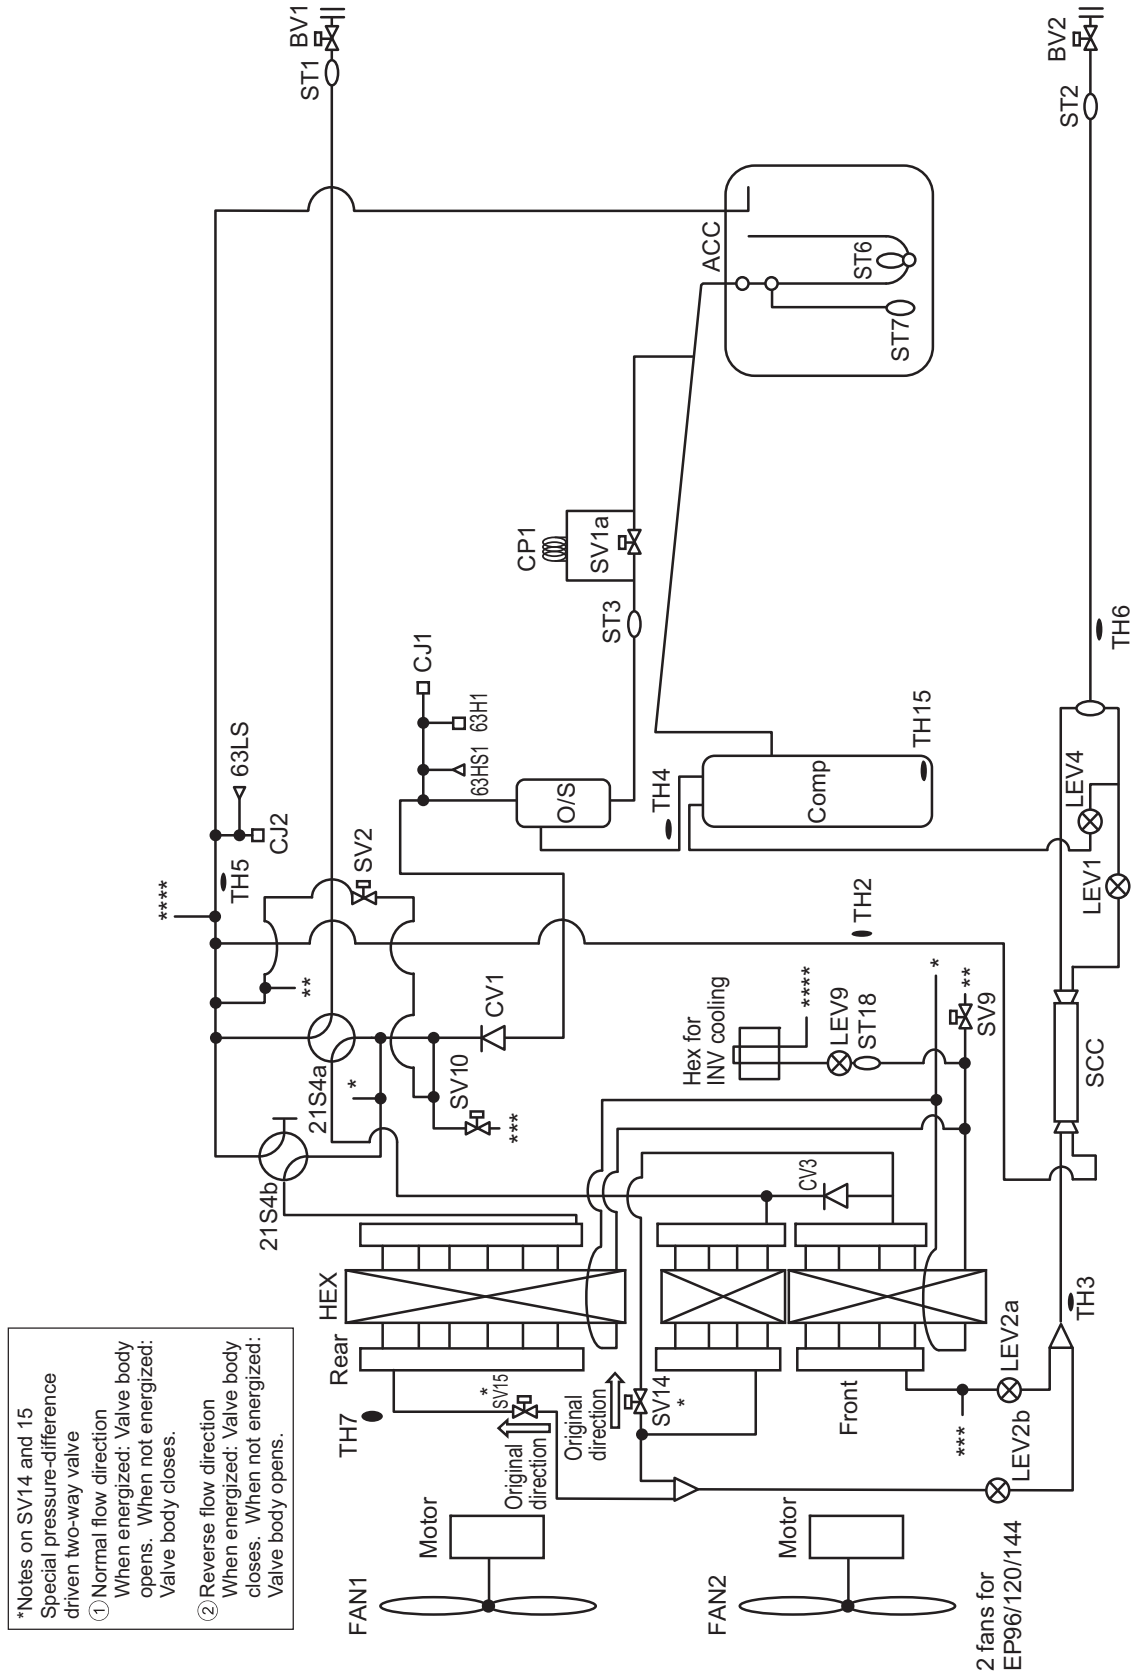 *Notes on SV14 and 15
Special pressure-difference
driven two-way valve
① Normal flow direction
When energized: Valve body
opens. When not energized:
Valve body closes.
② Reverse flow direction
When energized: Valve body
closes. When not energized:
Valve body opens.
BV1
ST1
BV2
ST2
ACC
ST6
ST7
CP1
SV1a
ST3
CJ1
63H1
63HS1
63LS
CJ2
TH5
****
SV2
O/S
TH4
Comp
TH15
TH6
LEV4
LEV1
TH2
**
CV1
21S4a
*
SV10
***
21S4b
Hex for
INV cooling
****
LEV9
ST18
*
**
SV9
SCC
CV3
HEX
Rear
Front
TH7
*
SV15
Original
direction
Original
direction
SV14
*
***
LEV2a
LEV2b
TH3
Motor
FAN1
Motor
FAN2
2 fans for
EP96/120/144